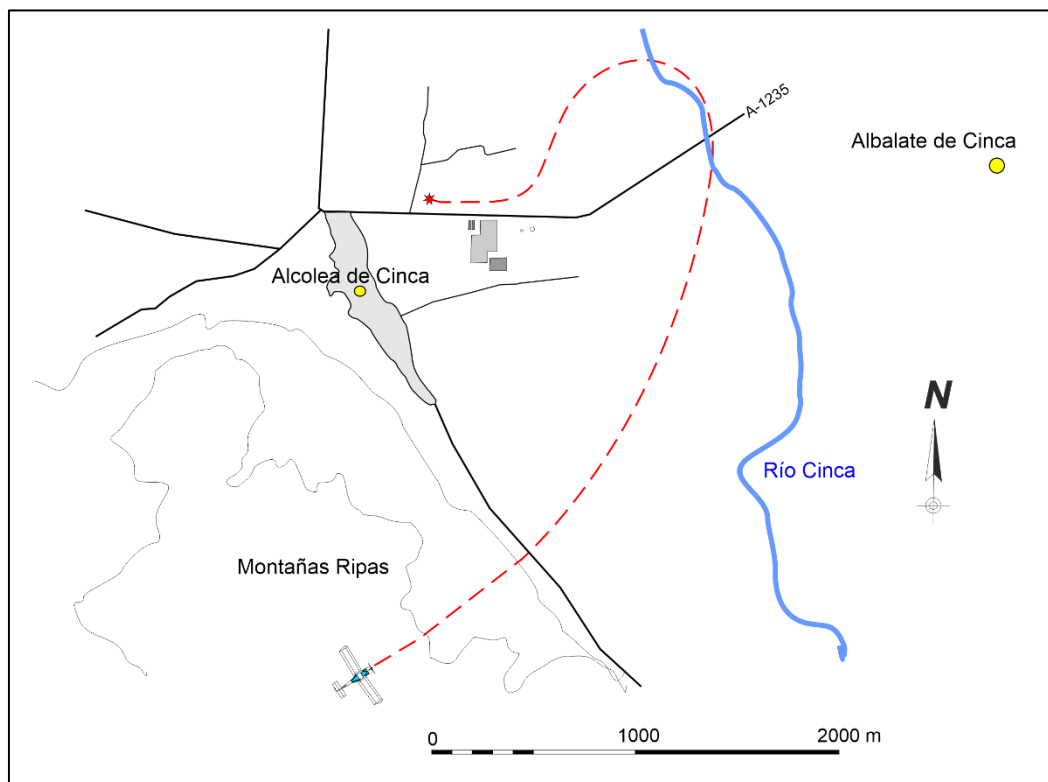 A-1235
Albalate de Cinca
Alcolea de Cinca
N
Río Cinca
Montañas Ripas
0 1000 2000 m